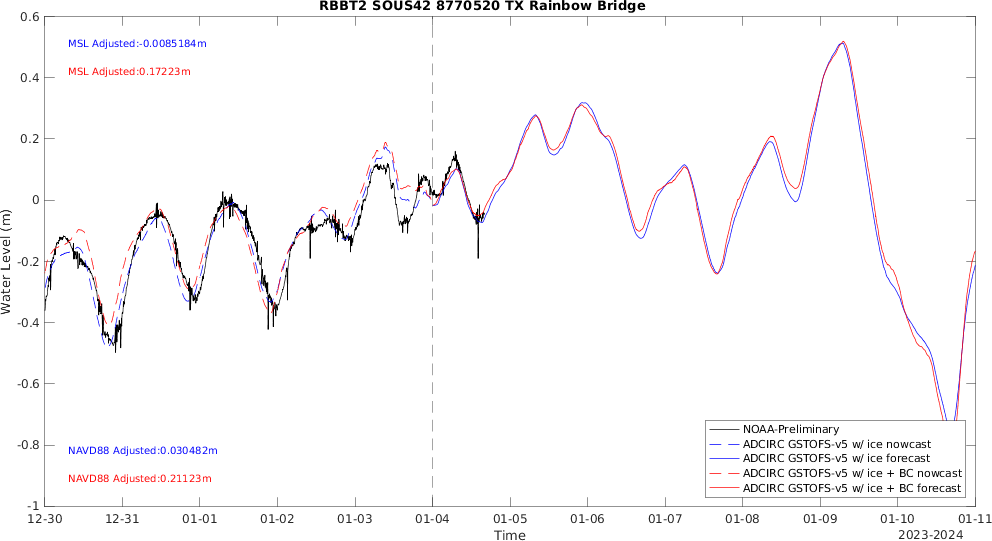 RBBT2 SOUS42 8770520 TX Rainbow Bridge
0.6
MSL Adjusted:-0.0085184m
MSL Adjusted:0.17223m
0.4
0.2
0
Water Level (m)
-0.2
-0.4
-0.6
-0.8
-1
NAVD88 Adjusted:0.030482m
NAVD88 Adjusted:0.21123m
NOAA-Preliminary
ADCIRC GSTOFS-v5 w/ ice nowcast
ADCIRC GSTOFS-v5 w/ ice forecast
ADCIRC GSTOFS-v5 w/ ice + BC nowcast
ADCIRC GSTOFS-v5 w/ ice + BC forecast
12-30 12-31 01-01 01-02 01-03 01-04 01-05 01-06 01-07 01-08 01-09 01-10 01-11
Time
2023-2024